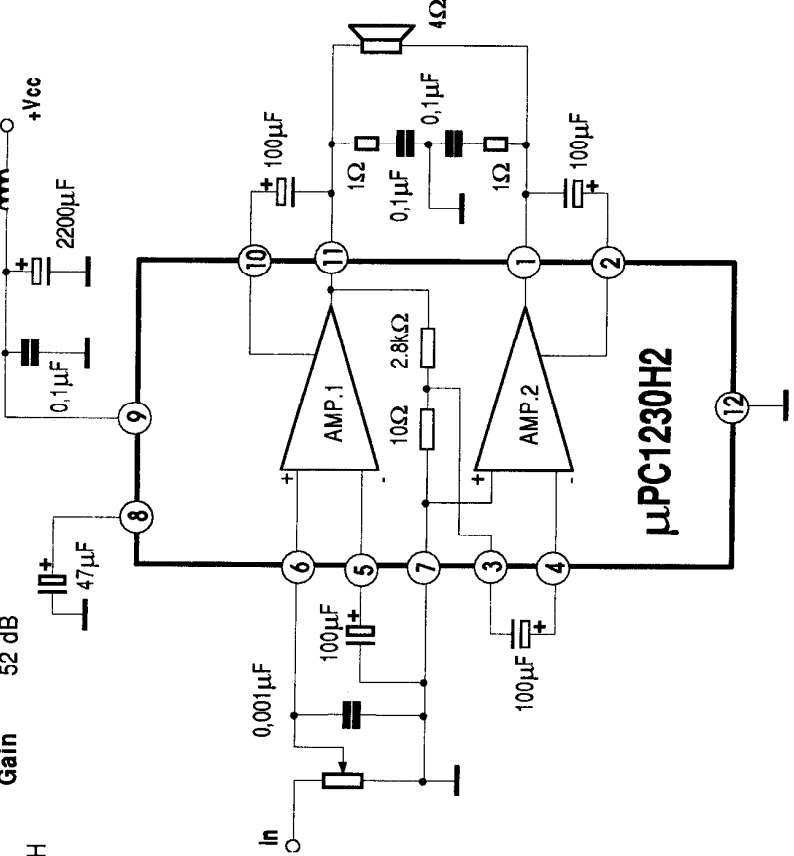 Gain 52 dB
H
+Vcc
2200µF
+
0,1µF
47µF
+
8
9
100µF
+
10
11
4Ω
1Ω
0,1µF
0,1µF
1Ω
100µF
+
1
2
AMP.1
+
-
2.8kΩ
10Ω
AMP.2
+
-
µPC1230H2
12
In
0,001µF
100µF
+
6
5
7
3
4
100µF
+